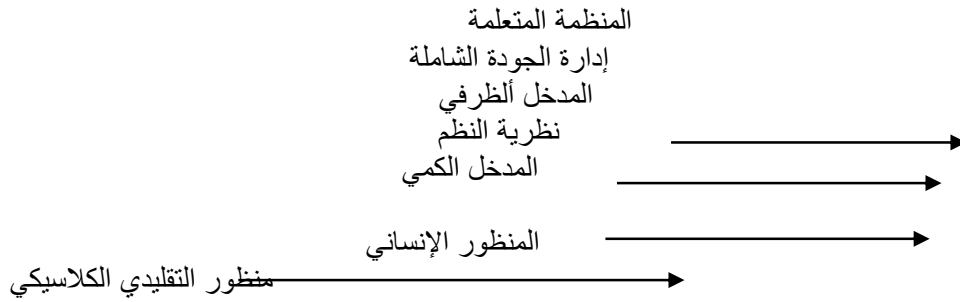 المنظمة المتعلمة
إدارة الجودة الشاملة
المدخل ألظرفي
نظرية النظم
المدخل الكمي
المنظور الإنساني
منظور التقليدي الكلاسيكي